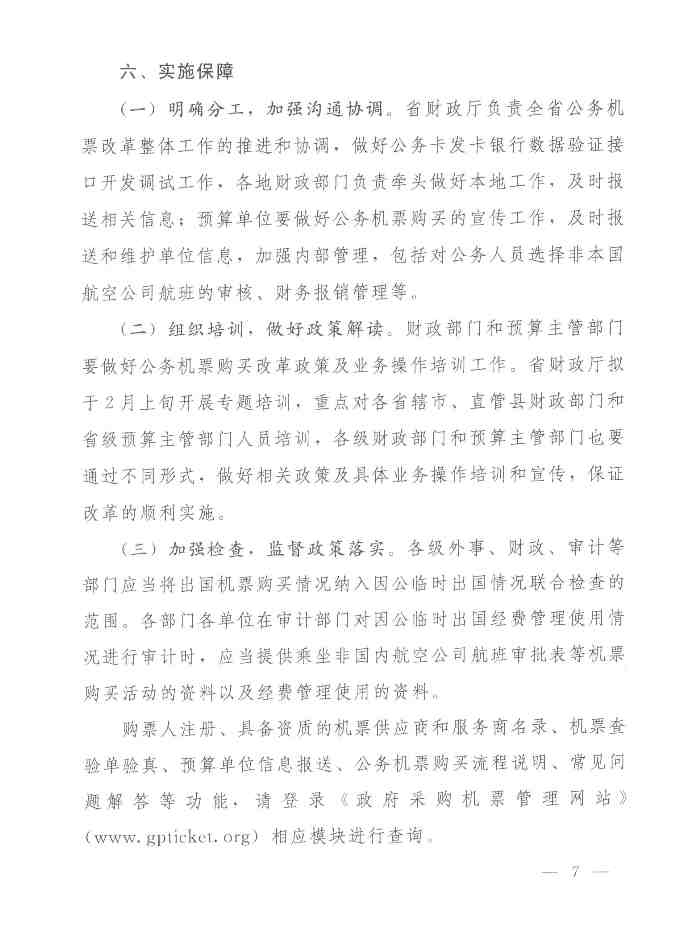 六、实施保障
（一）明确分工，加强沟通协调。省财政厅负责全省公务机
票改革整体工作的推进和协调，做好公务卡发卡银行数据验证接
口开发调试工作，各地财政部门负责牵头做好本地工作，及时报
送相关信息；预算单位要做好公务机票购买的宣传工作，及时报
送和维护单位信息，加强内部管理，包括对公务人员选择非本国
航空公司航班的审核、财务报销管理等。
（二）组织培训，做好政策解读。财政部门和预算主管部门
要做好公务机票购买改革政策及业务操作培训工作。省财政厅拟
于2月上旬开展专题培训，重点对各省辖市、直管县财政部门和
省级预算主管部门人员培训，各级财政部门和预算主管部门也要
通过不同形式，做好相关政策及具体业务操作培训和宣传，保证
改革的顺利实施。
（三）加强检查，监督政策落实。各级外事、财政、审计等
部门应当将出国机票购买情况纳入因公临时出国情况联合检查的
范围。各部门各单位在审计部门对因公临时出国经费管理使用情
况进行审计时，应当提供乘坐非国内航空公司航班审批表等机票
购买活动的资料以及经费管理使用的资料。
购票人注册、具备资质的机票供应商和服务商名录、机票查
验单验真、预算单位信息报送、公务机票购买流程说明、常见问
题解答等功能，请登录《政府采购机票管理网站》
（www.gpticket.org）相应模块进行查询。
— 7 —